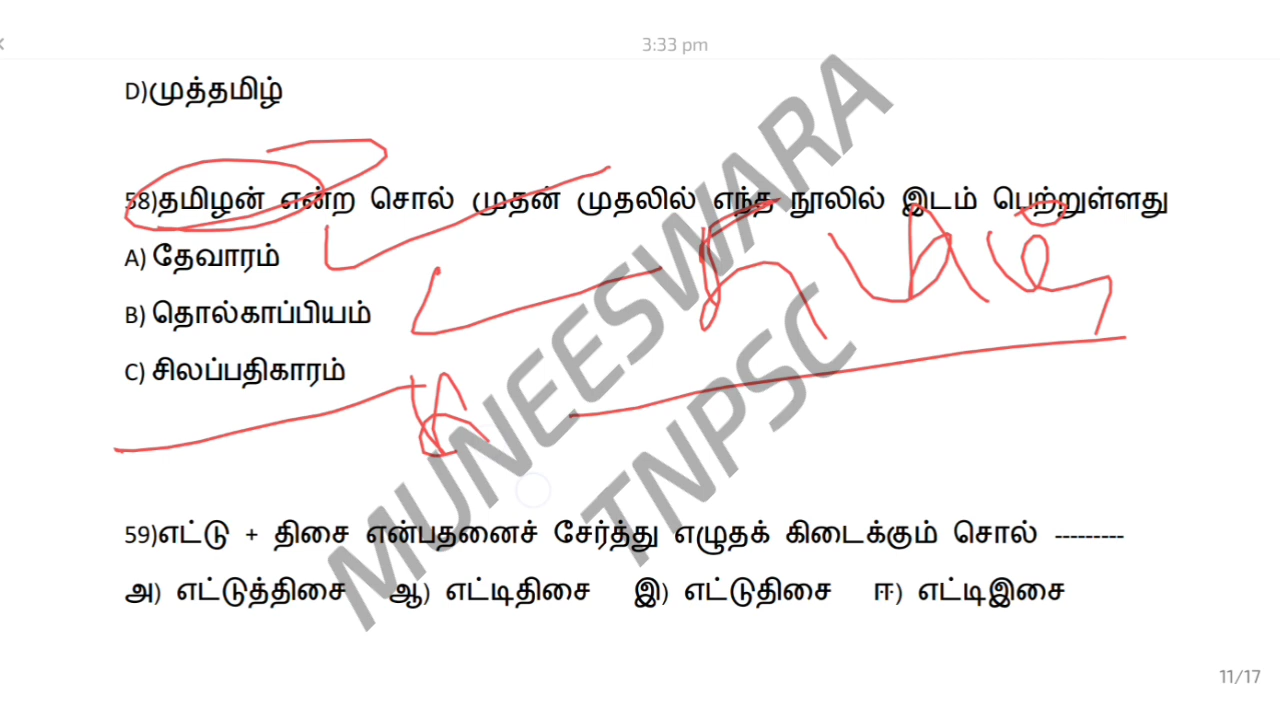 3:33 pm
D)முத்தமிழ்
58)தமிழன் என்ற சொல் முதன் முதலில் எந்த நூலில் இடம் பெற்றுள்ளது
A) தேவாரம்
B) தொல்காப்பியம்
C) சிலப்பதிகாரம்
MUNEESWARA
TNPSC
59)எட்டு + திசை என்பதனைச் சேர்த்து எழுதக் கிடைக்கும் சொல் ---------
அ) எட்டுத்திசை ஆ) எட்டிதிசை இ) எட்டுதிசை ஈ) எட்டிஇசை
11/17